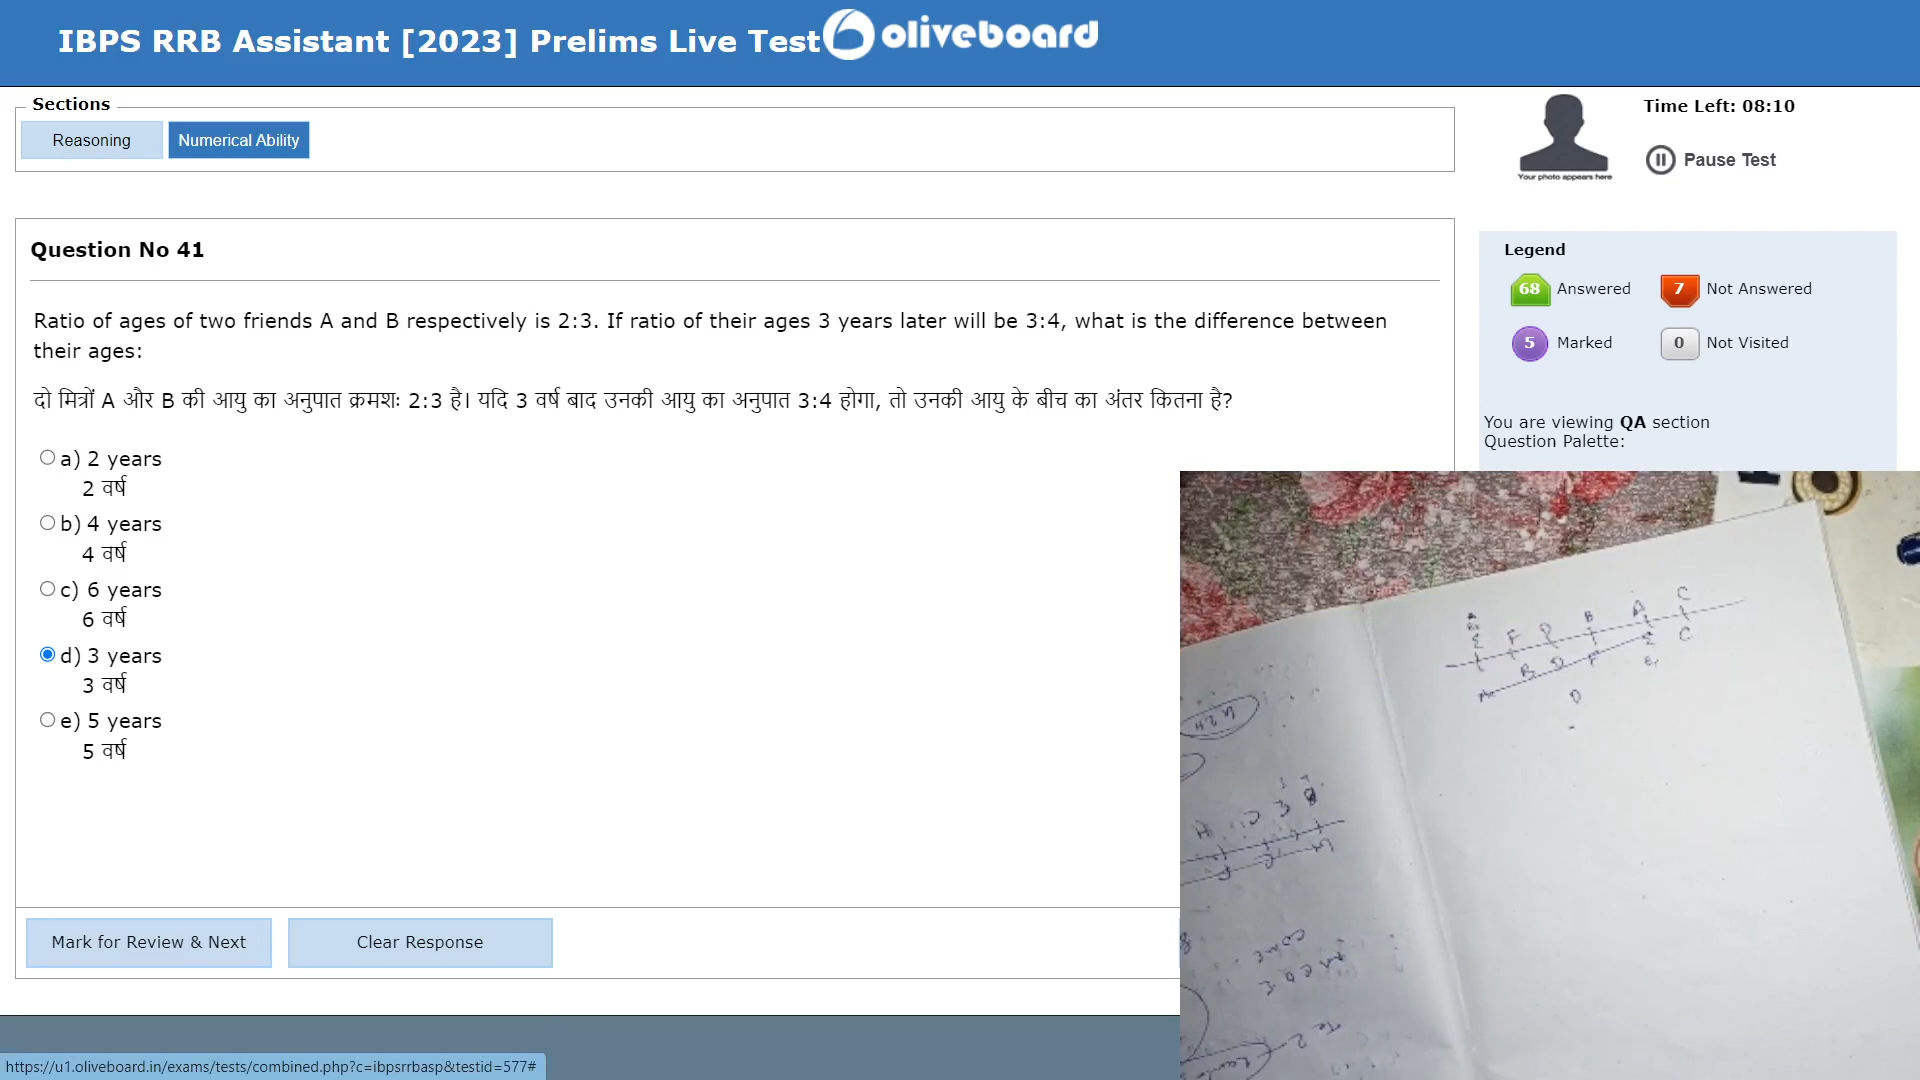 IBPS RRB Assistant [2023] Prelims Live Test oliveboard
Sections
Reasoning
Numerical Ability
Time Left: 08:10
Pause Test
Your photo appears here
Question No 41
Ratio of ages of two friends A and B respectively is 2:3. If ratio of their ages 3 years later will be 3:4, what is the difference between
their ages:
दो मित्रों A और B की आयु का अनुपात क्रमशः 2:3 है। यदि 3 वर्ष बाद उनकी आयु का अनुपात 3:4 होगा, तो उनकी आयु के बीच का अंतर कितना है?
a) 2 years
2 वर्ष
b) 4 years
4 वर्ष
c) 6 years
6 वर्ष
d) 3 years
3 वर्ष
e) 5 years
5 वर्ष
Mark for Review & Next
Clear Response
Legend
68 Answered
7 Not Answered
5 Marked
0 Not Visited
You are viewing QA section
Question Palette:
https://u1.oliveboard.in/exams/tests/combined.php?c=ibpsrrbasp&testid=577#